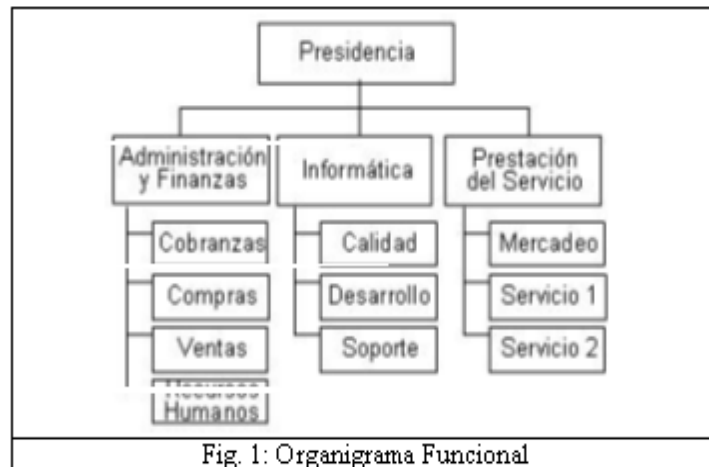 Presidencia
Administración
y Finanzas
Informática
Prestación
del Servicio
Cobranzas
Calidad
Mercadeo
Compras
Desarrollo
Servicio 1
Ventas
Soporte
Servicio 2
Recursos
Humanos
Fig. 1: Organigrama Funcional